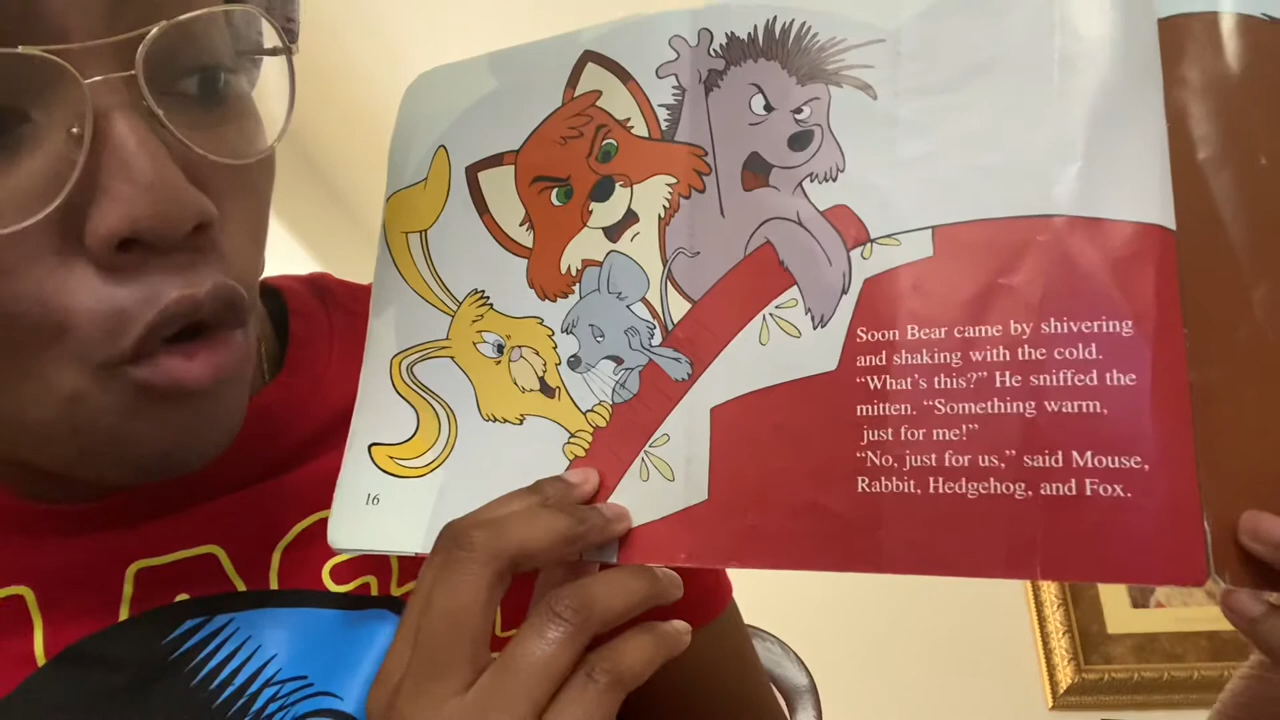 Soon Bear came by shivering
and shaking with the cold.
“What’s this?” He sniffed the
mitten. “Something warm,
just for me!”
“No, just for us,” said Mouse,
Rabbit, Hedgehog, and Fox.
16